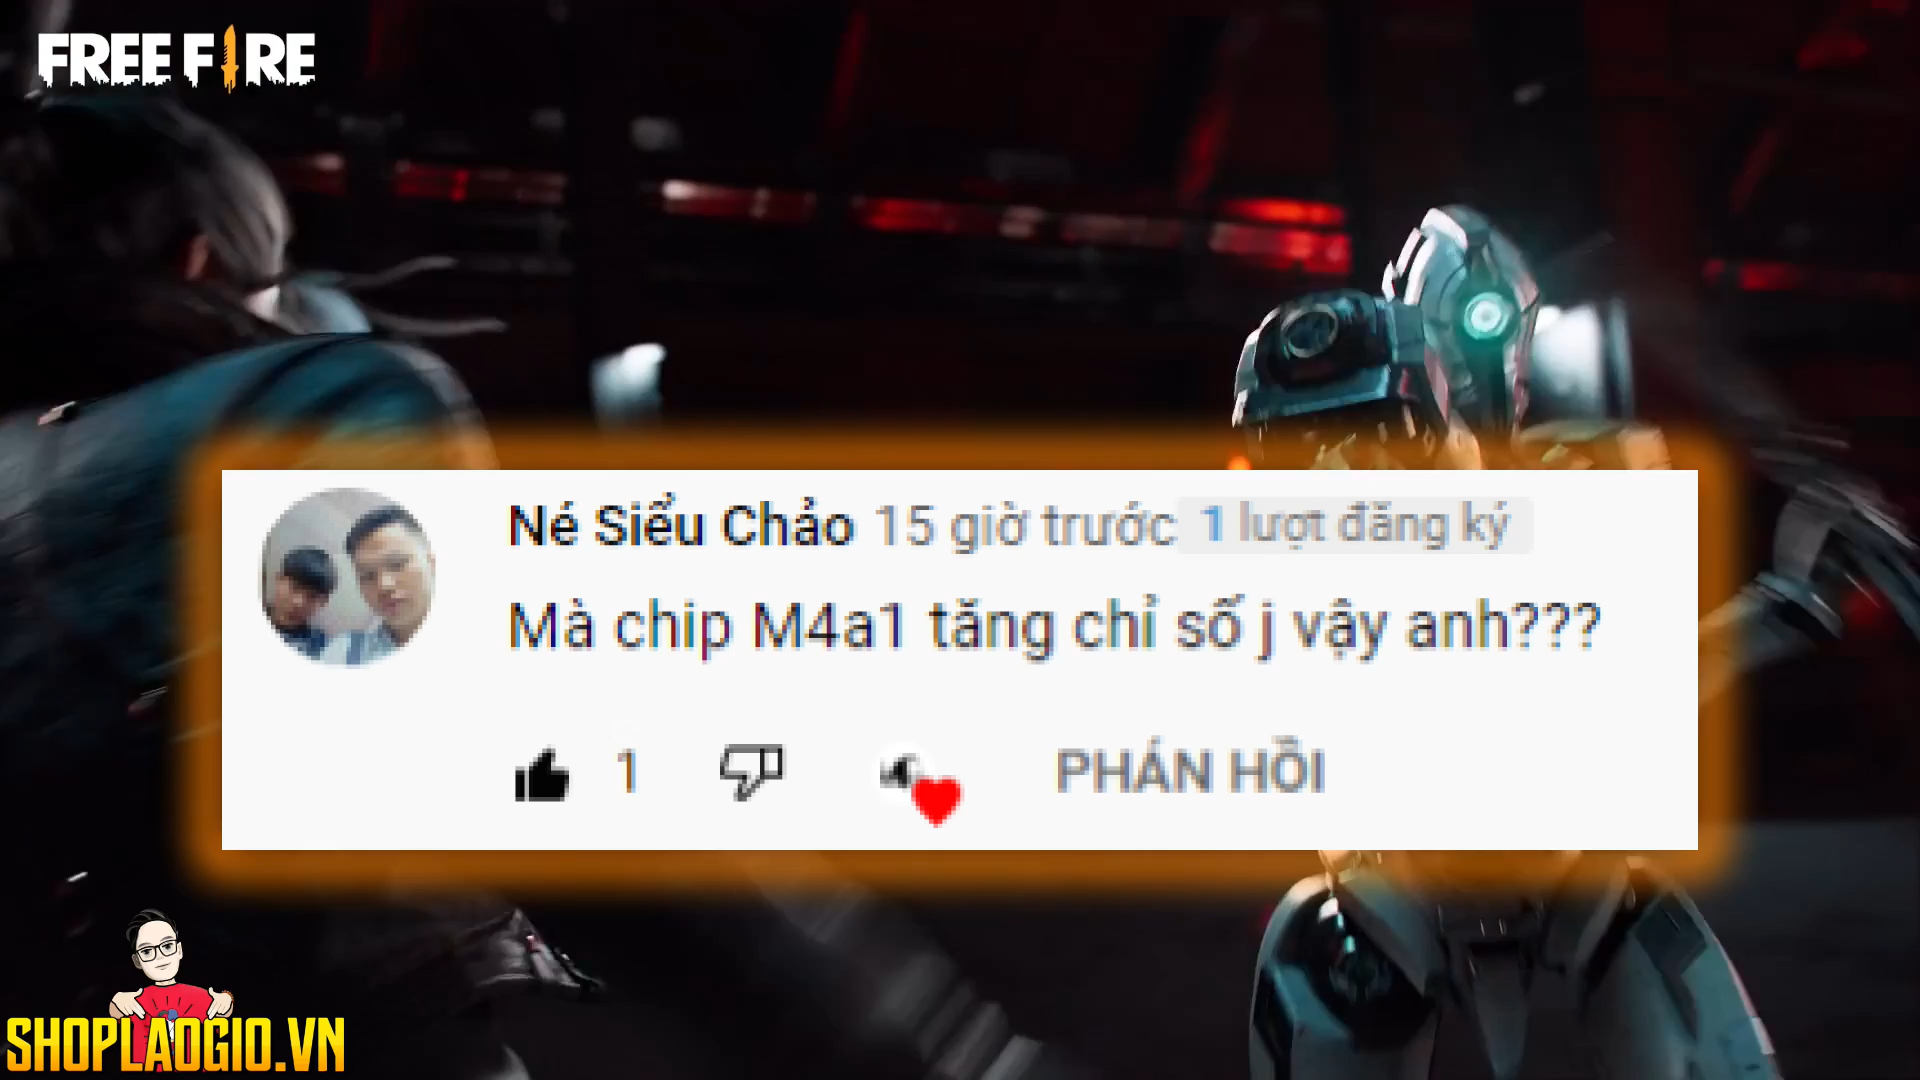 FREE FIRE
Né Siểu Chảo 15 giờ trước 1 lượt đăng ký
Mà chip M4a1 tăng chỉ số j vậy anh???
1 PHẢN HỒI
SHOPLAOGIO.VN